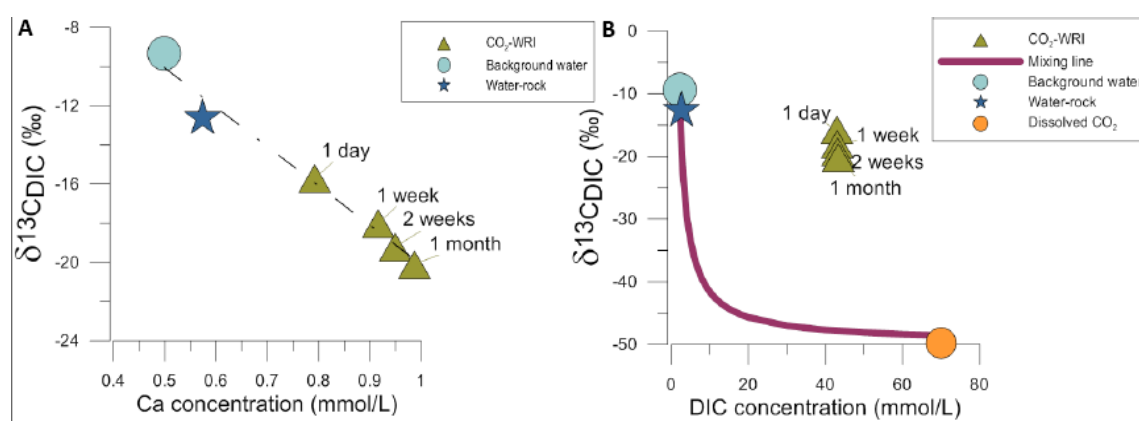 A
-8
-12
-16
-20
-24
δ13CDIC (‰)
CO₂-WRI
Background water
Water-rock
1 day
1 week
2 weeks
1 month
0.4 0.5 0.6 0.7 0.8 0.9 1
Ca concentration (mmol/L)
B
0
-10
-20
-30
-40
-50
δ13CDIC (‰)
CO₂-WRI
Mixing line
Background water
Water-rock
Dissolved CO₂
1 day
1 week
2 weeks
1 month
0 20 40 60 80
DIC concentration (mmol/L)